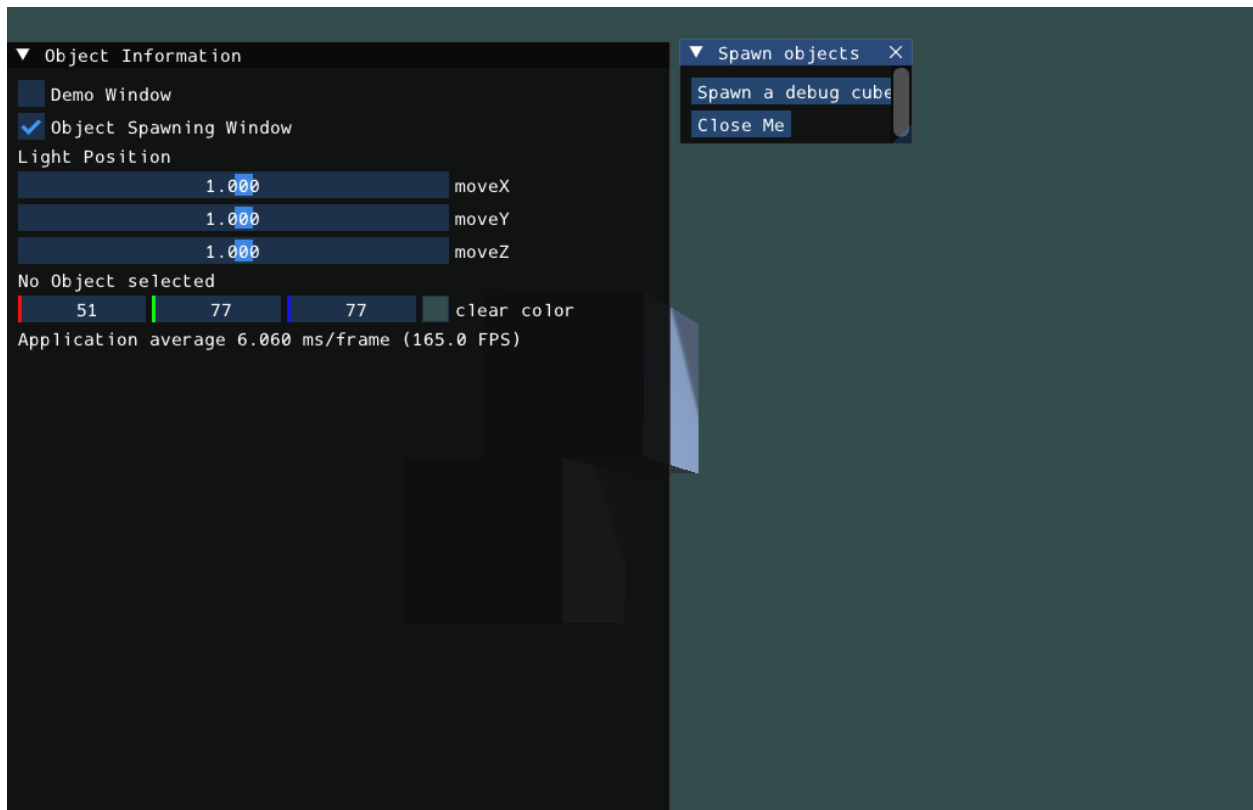 Object Information
Demo Window
Object Spawning Window
Light Position
1.000 moveX
1.000 moveY
1.000 moveZ
No Object selected
51 77 77 clear color
Application average 6.060 ms/frame (165.0 FPS)
Spawn objects
Spawn a debug cube
Close Me